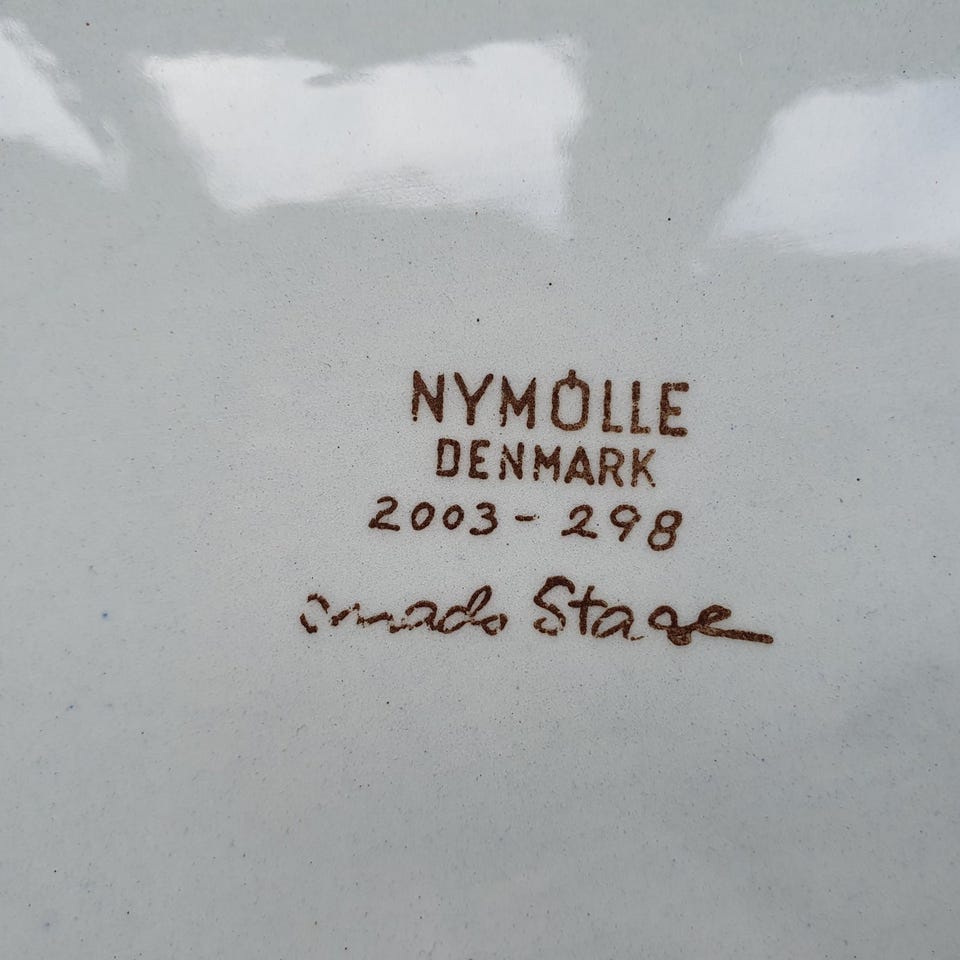 NYMØLLE
DENMARK
2003-298
Mads Stage